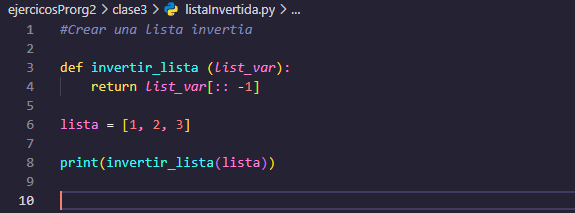 ejercicosProrg2 > clase3 > listaInvertida.py > ...
1 #Crear una lista invertia
2
3 def invertir_lista (list_var):
4     return list_var[:: -1]
5
6 lista = [1, 2, 3]
7
8 print(invertir_lista(lista))
9
10